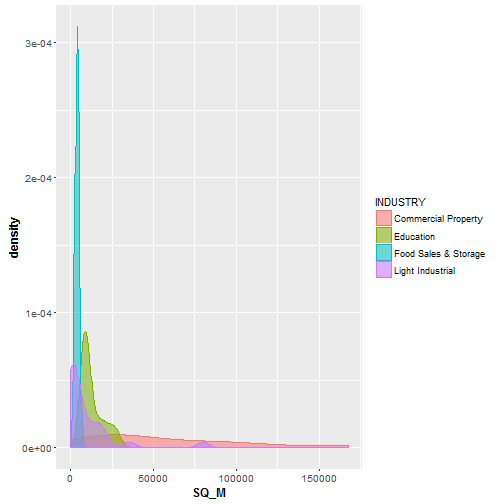 3e-04
2e-04
1e-04
0e+00
density
0
50000
100000
150000
SQ_M
INDUSTRY
Commercial Property
Education
Food Sales & Storage
Light Industrial